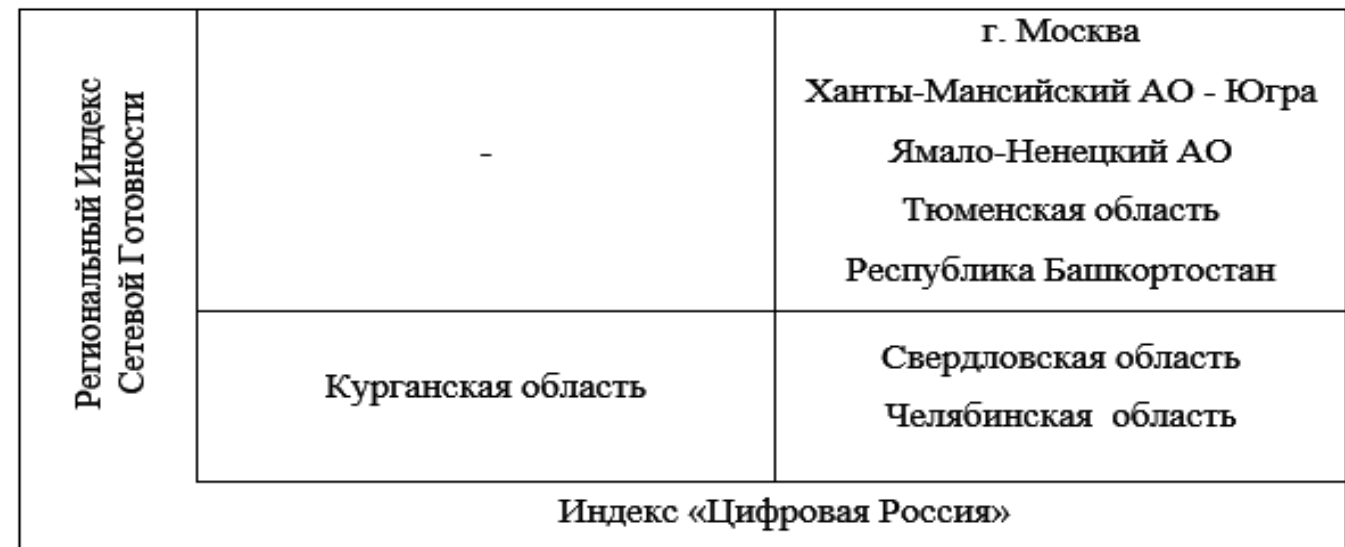 Региональный Индекс
Сетевой Готовности
-
г. Москва
Ханты-Мансийский АО - Югра
Ямало-Ненецкий АО
Тюменская область
Республика Башкортостан
Курганская область
Свердловская область
Челябинская область
Индекс «Цифровая Россия»